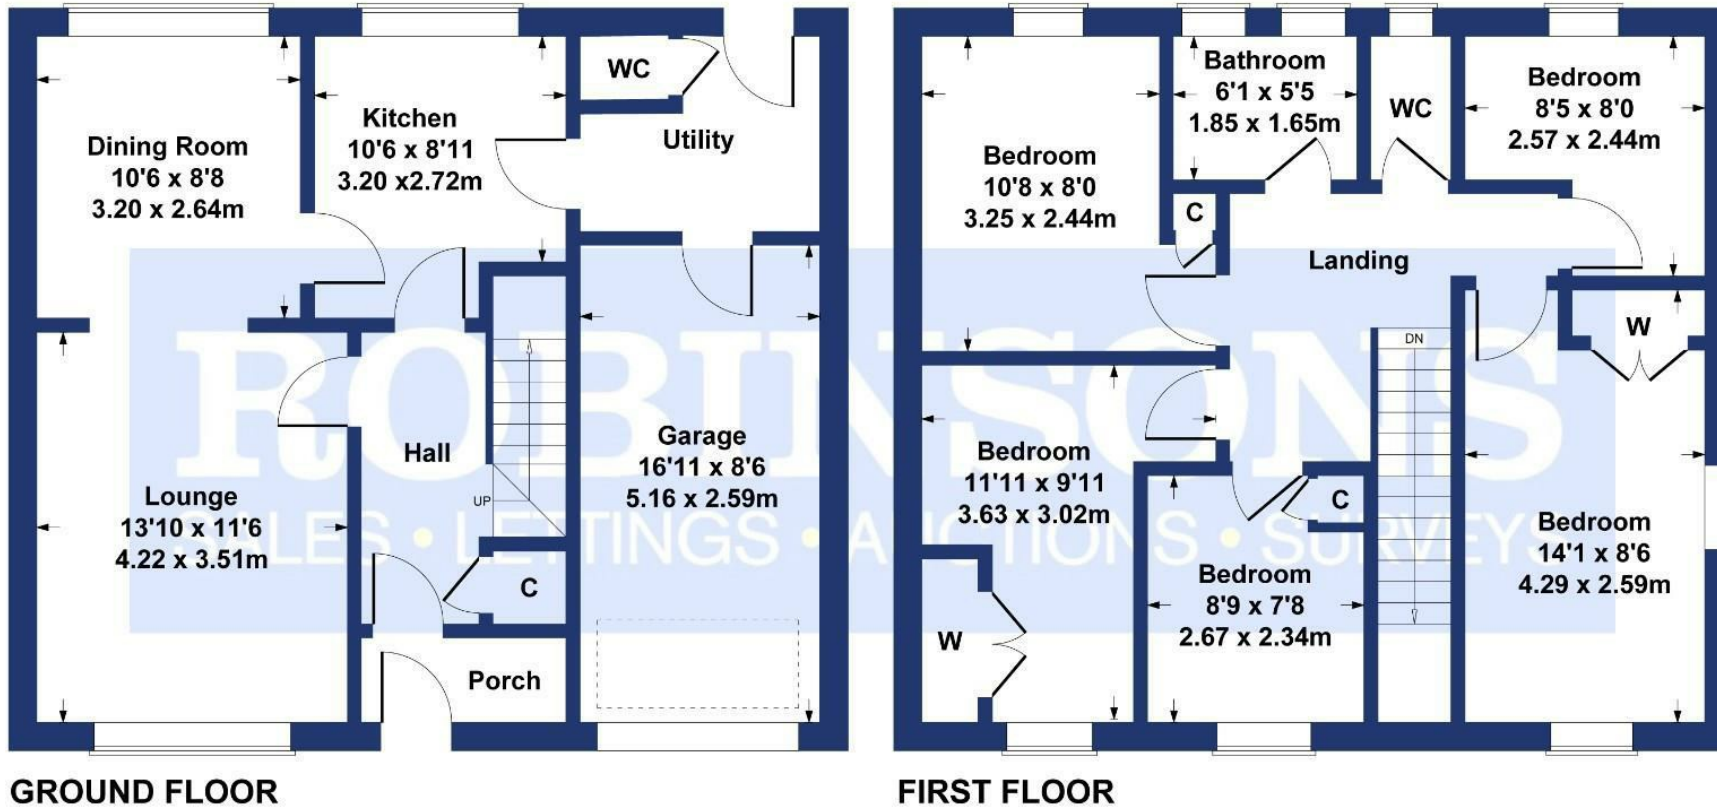 Dining Room
10'6 x 8'8
3.20 x 2.64m
Kitchen
10'6 x 8'11
3.20 x2.72m
WC
Utility
Lounge
13'10 x 11'6
4.22 x 3.51m
Hall
UP
C
Porch
Garage
16'11 x 8'6
5.16 x 2.59m
GROUND FLOOR
Bedroom
10'8 x 8'0
3.25 x 2.44m
Bathroom
6'1 x 5'5
1.85 x 1.65m
WC
Bedroom
8'5 x 8'0
2.57 x 2.44m
C
Landing
DN
W
Bedroom
11'11 x 9'11
3.63 x 3.02m
W
Bedroom
8'9 x 7'8
2.67 x 2.34m
C
Bedroom
14'1 x 8'6
4.29 x 2.59m
FIRST FLOOR
ROBINSONS
SALES • LETTINGS • AUCTIONS • SURVEYS